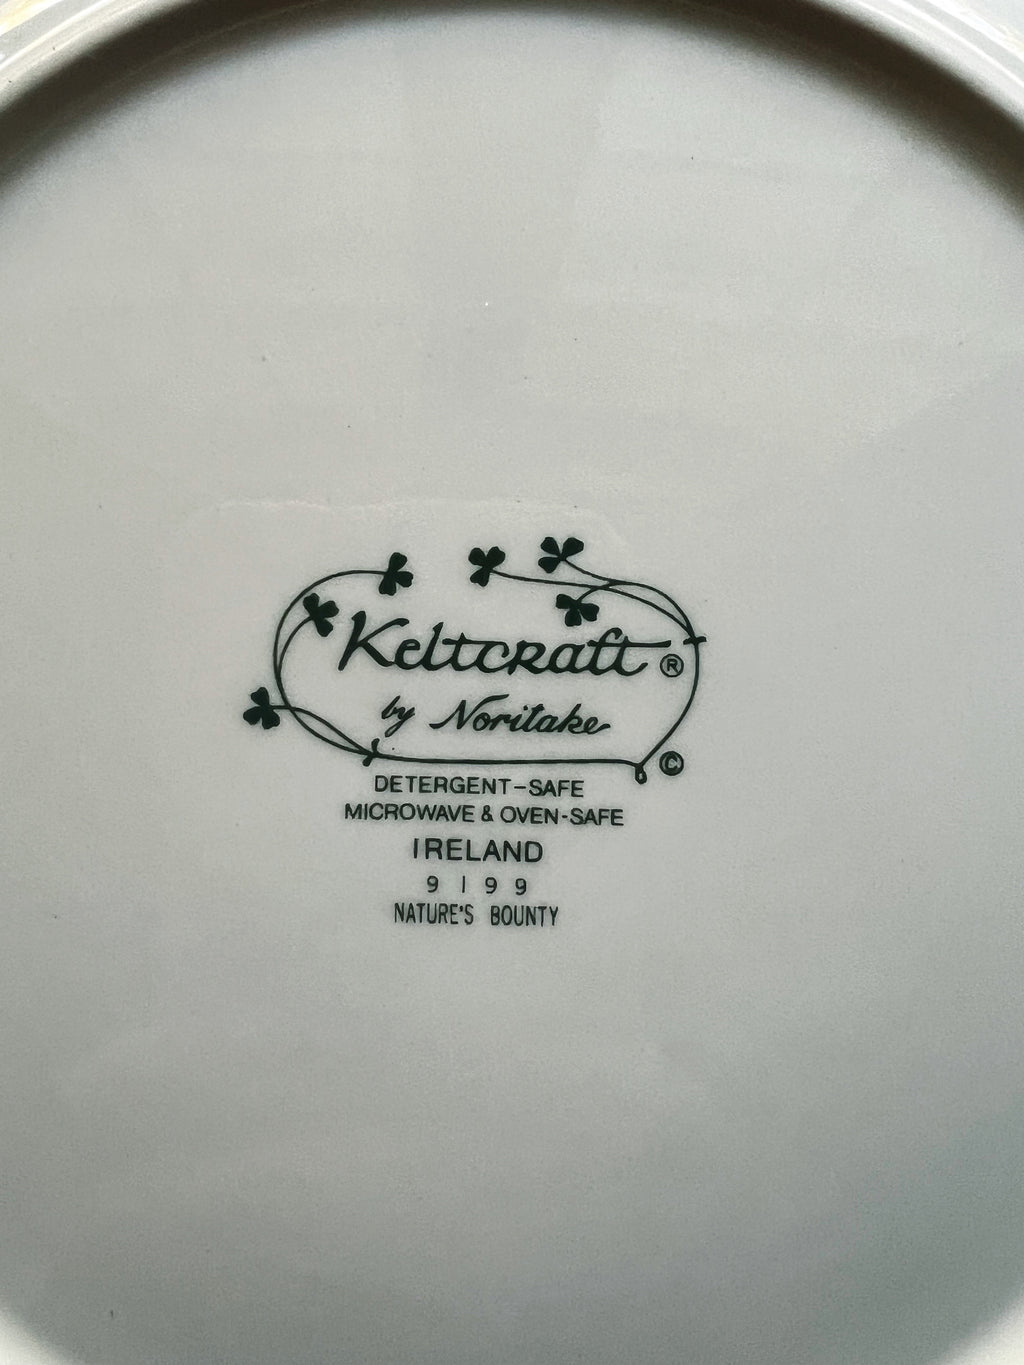 Keltcraft ®
by Noritake
©
DETERGENT-SAFE
MICROWAVE & OVEN-SAFE
IRELAND
9199
NATURE'S BOUNTY